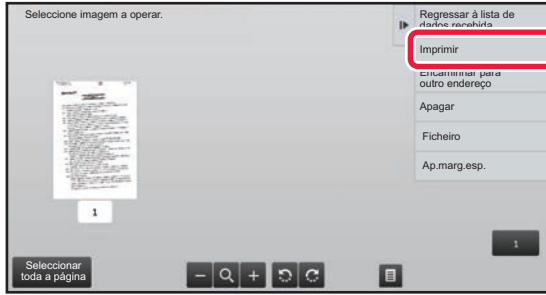 Seleccione imagem a operar.
Regressar à lista de
dados recebida
Imprimir
Encaminhar para
outro endereço
Apagar
Ficheiro
Ap.marg.esp.
1
1
Seleccionar
toda a página